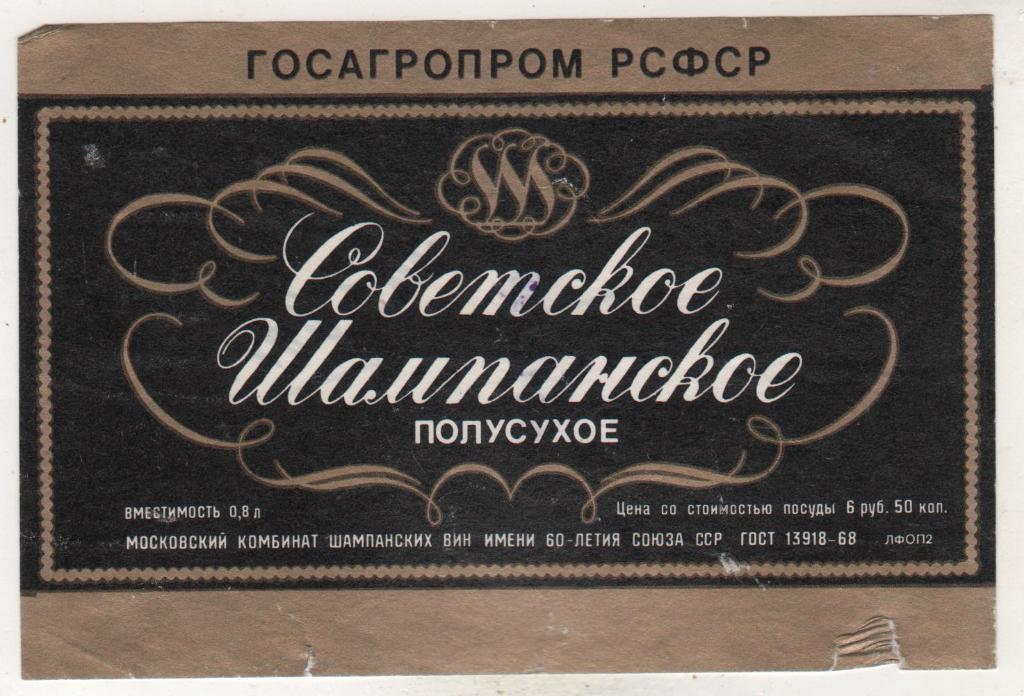 ГОСАГРОПРОМ РСФСР
Советское
Шампанское
ПОЛУСУХОЕ
ВМЕСТИМОСТЬ 0,8 л
Цена со стоимостью посуды 6 руб. 50 коп.
МОСКОВСКИЙ КОМБИНАТ ШАМПАНСКИХ ВИН ИМЕНИ 60-ЛЕТИЯ СОЮЗА ССР ГОСТ 13918-68 ЛФОП2